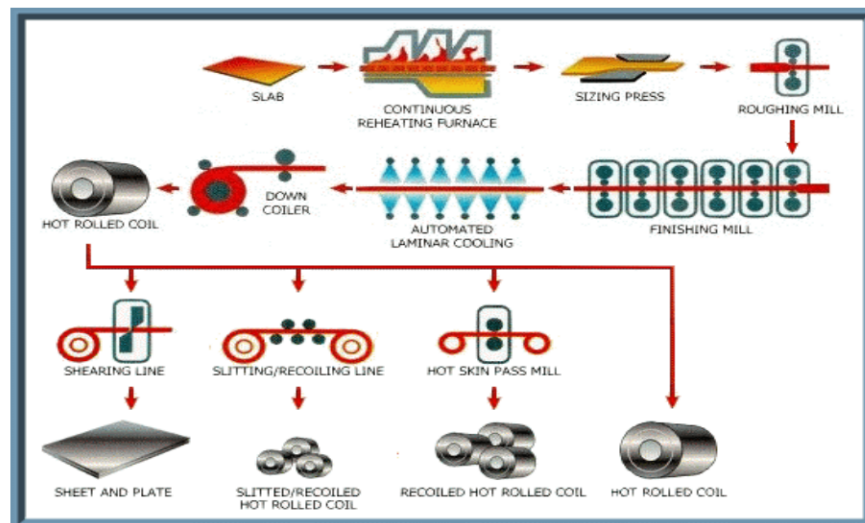 SLAB
CONTINUOUS
REHEATING FURNACE
SIZING PRESS
ROUGHING MILL
HOT ROLLED COIL
DOWN
COILER
AUTOMATED
LAMINAR COOLING
FINISHING MILL
SHEARING LINE
SLITTING/RECOILING LINE
HOT SKIN PASS MILL
SHEET AND PLATE
SLITTED/RECOILED
HOT ROLLED COIL
RECOILED HOT ROLLED COIL
HOT ROLLED COIL